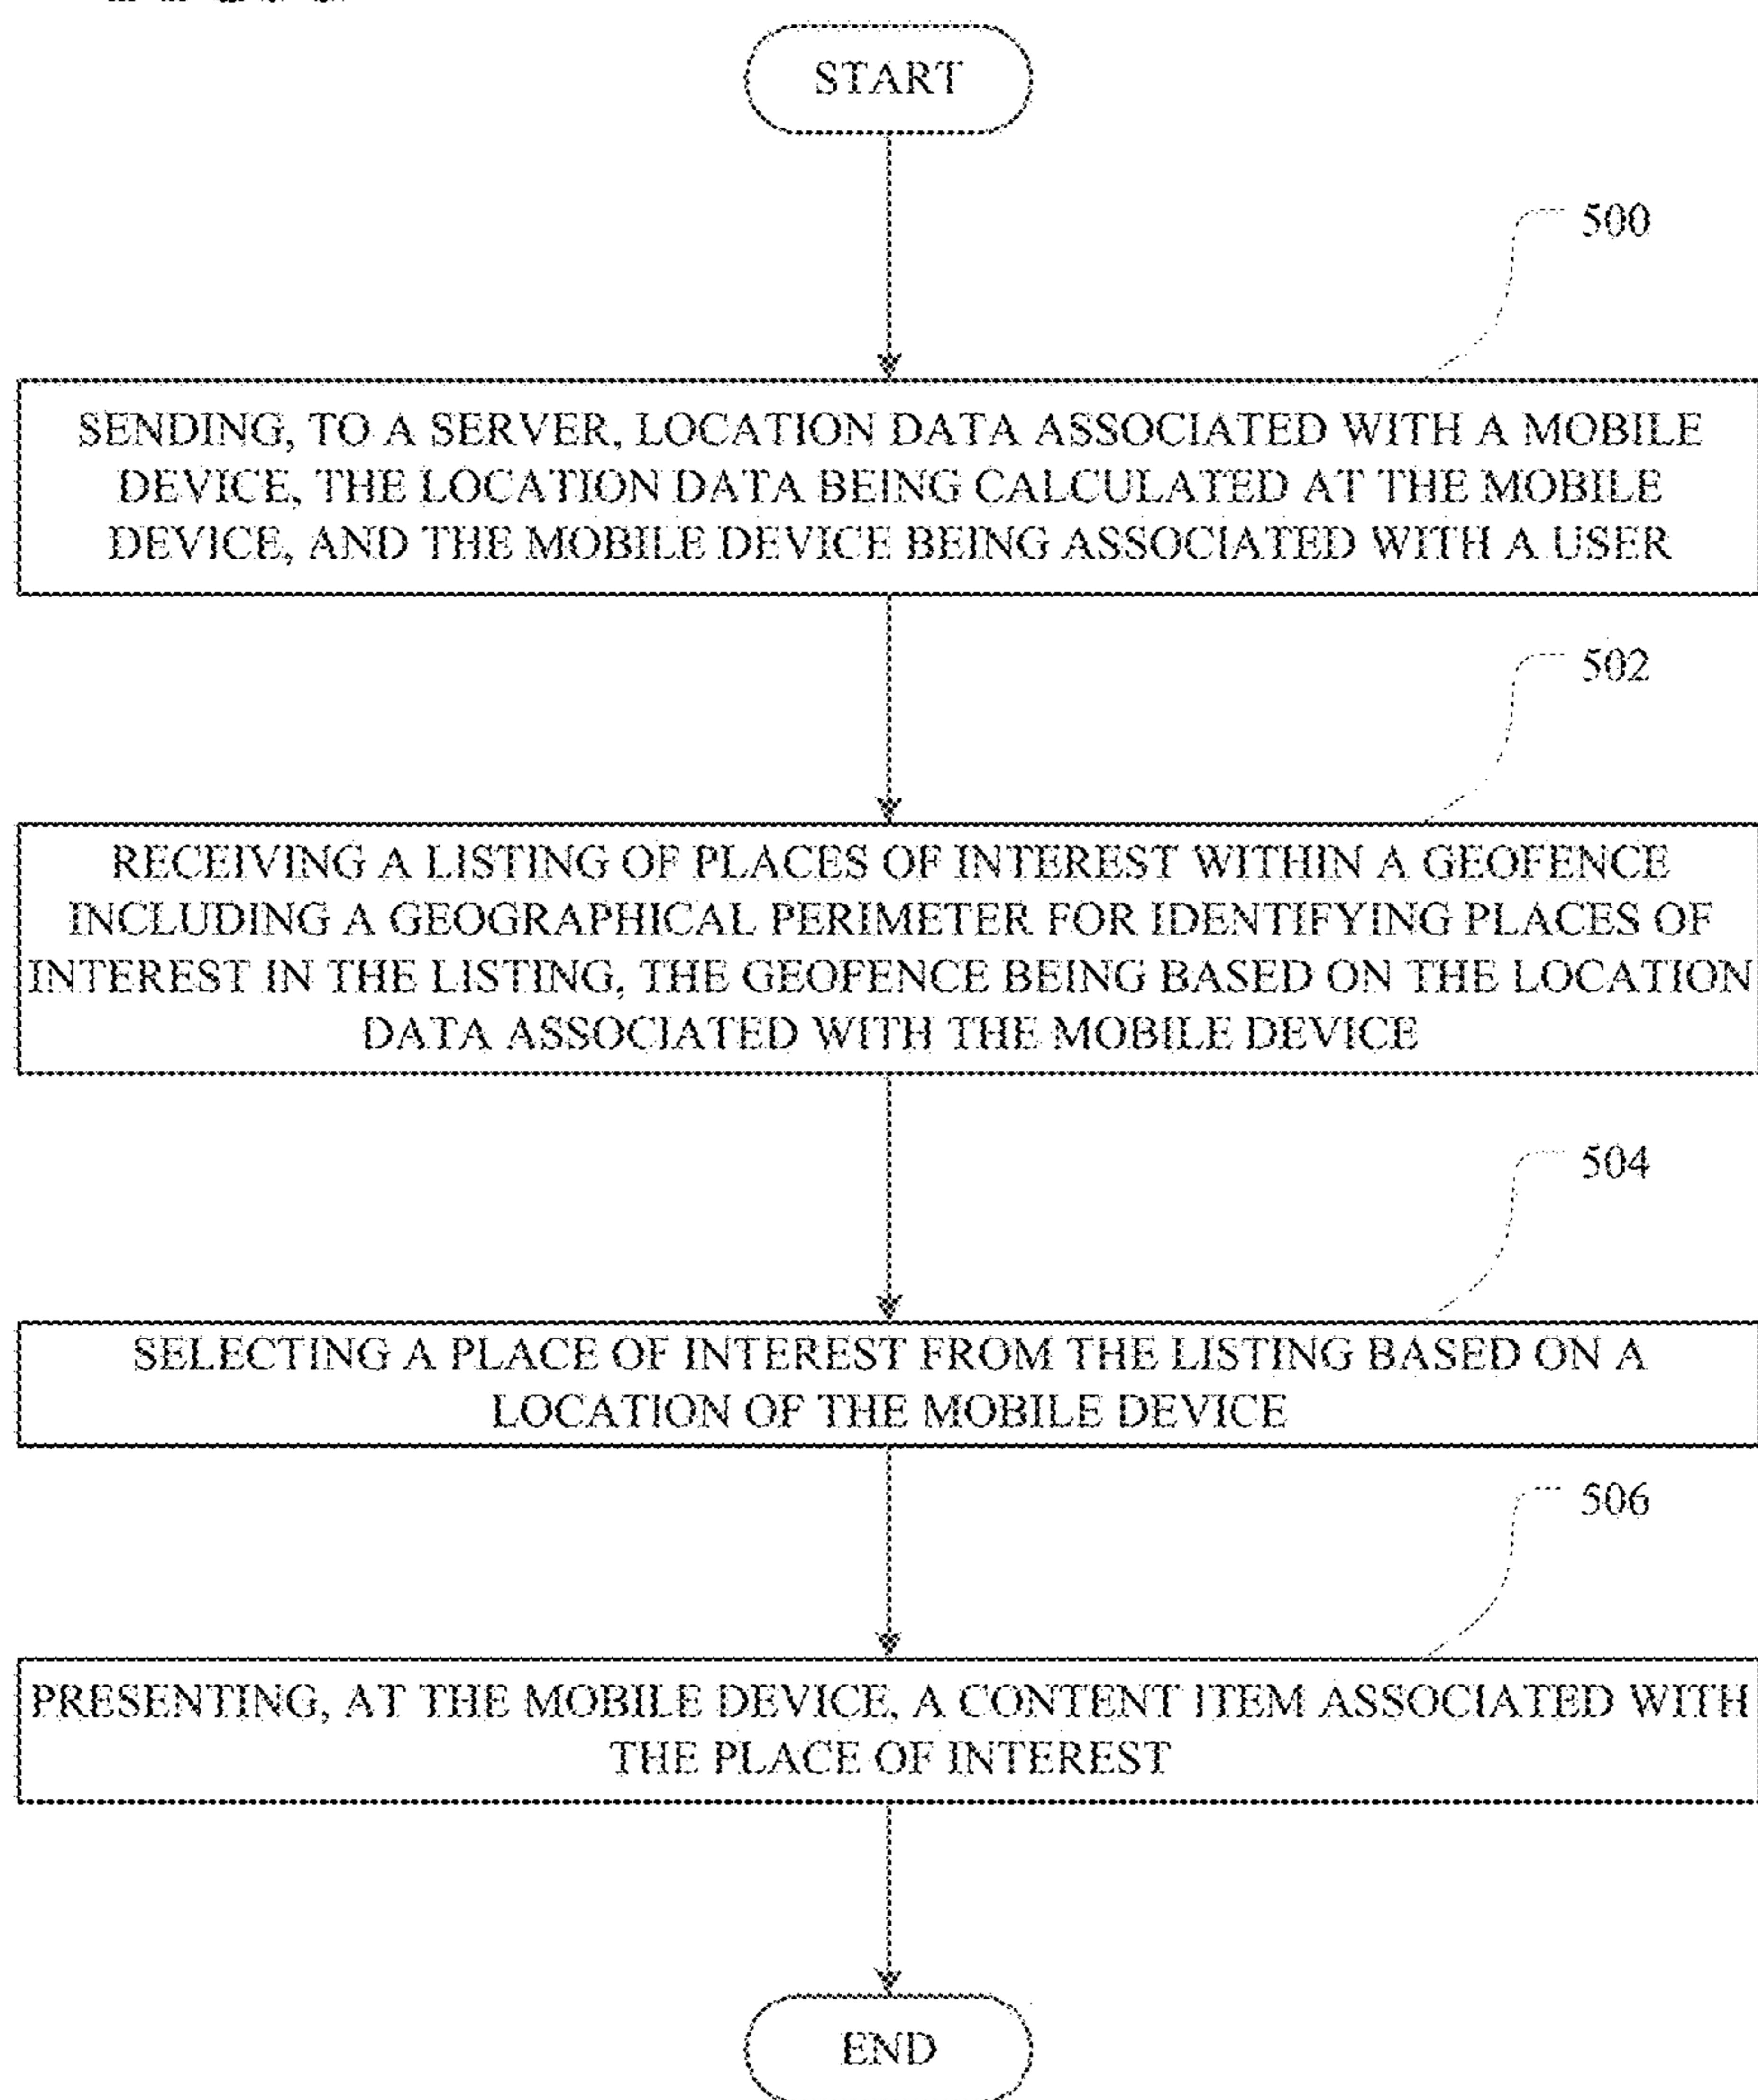 START
500
SENDING, TO A SERVER, LOCATION DATA ASSOCIATED WITH A MOBILE
DEVICE, THE LOCATION DATA BEING CALCULATED AT THE MOBILE
DEVICE, AND THE MOBILE DEVICE BEING ASSOCIATED WITH A USER
502
RECEIVING A LISTING OF PLACES OF INTEREST WITHIN A GEOFENCE
INCLUDING A GEOGRAPHICAL PERIMETER FOR IDENTIFYING PLACES OF
INTEREST IN THE LISTING, THE GEOFENCE BEING BASED ON THE LOCATION
DATA ASSOCIATED WITH THE MOBILE DEVICE
504
SELECTING A PLACE OF INTEREST FROM THE LISTING BASED ON A
LOCATION OF THE MOBILE DEVICE
506
PRESENTING, AT THE MOBILE DEVICE, A CONTENT ITEM ASSOCIATED WITH
THE PLACE OF INTEREST
END